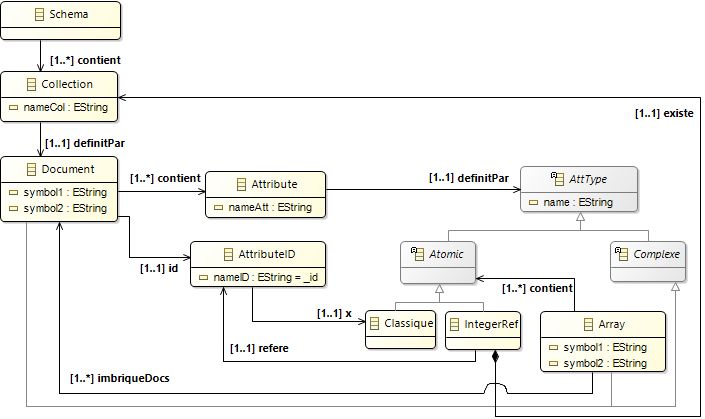 Schema
[1..*] contient
Collection
nameCol : EString
[1..1] existe
[1..1] definitPar
Document
symbol1 : EString
symbol2 : EString
[1..*] contient
Attribute
nameAtt : EString
[1..1] definitPar
AttType
name : EString
[1..1] id
AttributeID
nameID : EString = _id
Atomic
Complexe
[1..*] contient
[1..1] x
Classique
IntegerRef
Array
symbol1 : EString
symbol2 : EString
[1..1] refere
[1..*] imbriqueDocs